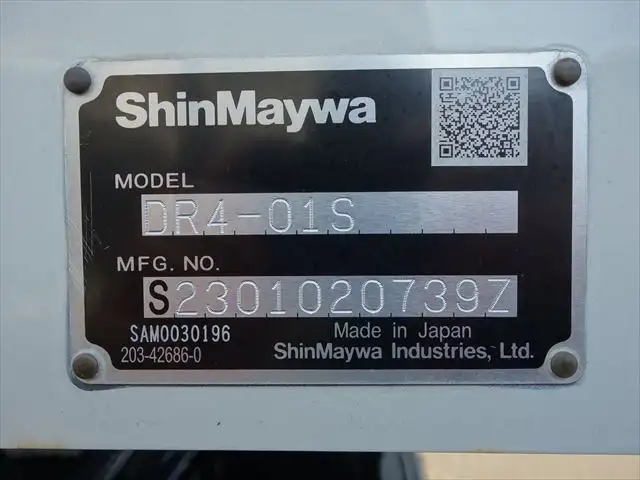 ShinMaywa
MODEL
DR4-01S
MFG. NO.
S2301020739Z
SAM0030196
Made in Japan
203-42686-0
ShinMaywa Industries, Ltd.